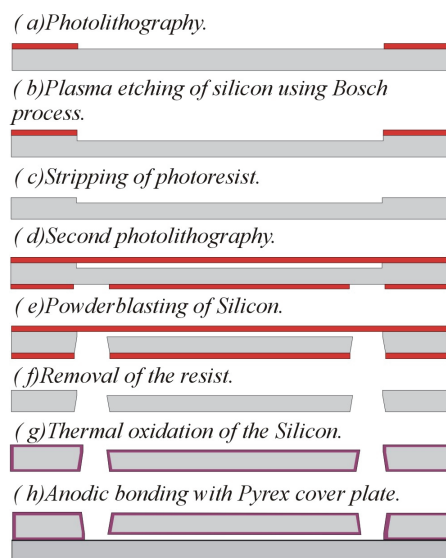 ( a)Photolithography.
( b)Plasma etching of silicon using Bosch
process.
( c)Stripping of photoresist.
( d)Second photolithography.
( e)Powderblasting of Silicon.
( f)Removal of the resist.
( g)Thermal oxidation of the Silicon.
( h)Anodic bonding with Pyrex cover plate.